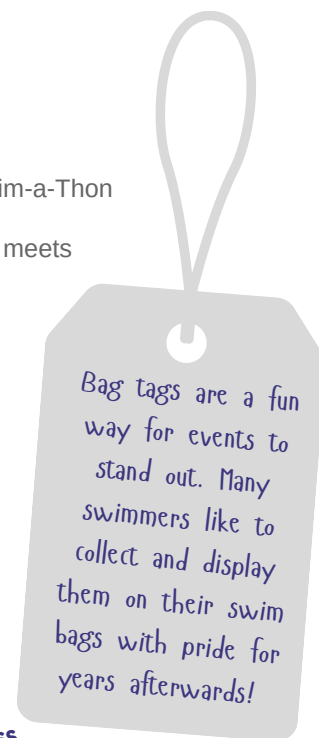 im-a-Thon
meets
Bag tags are a fun
way for events to
stand out. Many
swimmers like to
collect and display
them on their swim
bags with pride for
years afterwards!